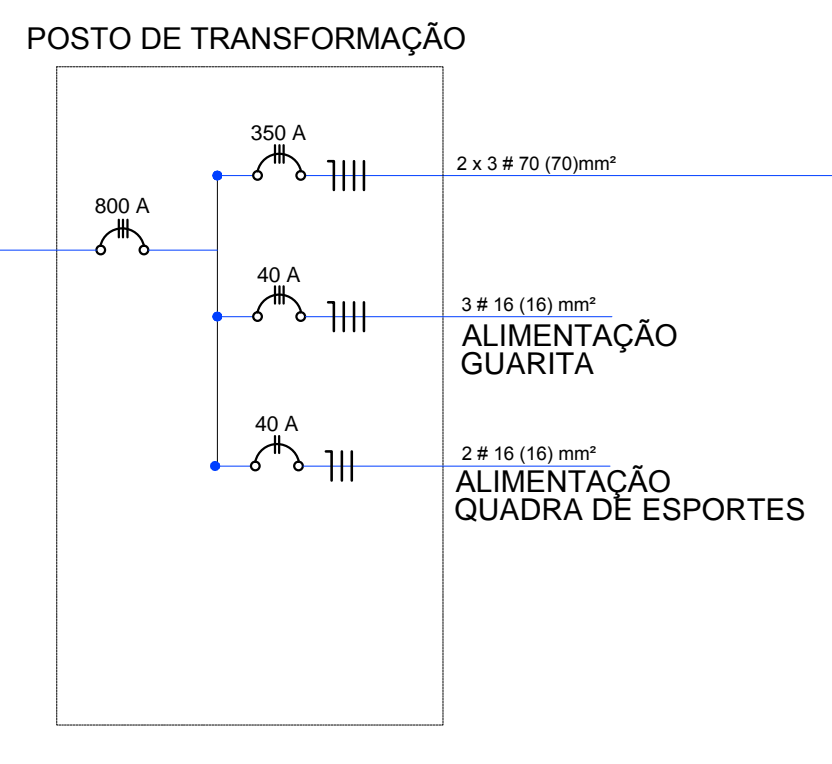 POSTO DE TRANSFORMAÇÃO
350 A
2 x 3 # 70 (70)mm²
800 A
40 A
3 # 16 (16) mm²
ALIMENTAÇÃO
GUARITA
40 A
2 # 16 (16) mm²
ALIMENTAÇÃO
QUADRA DE ESPORTES